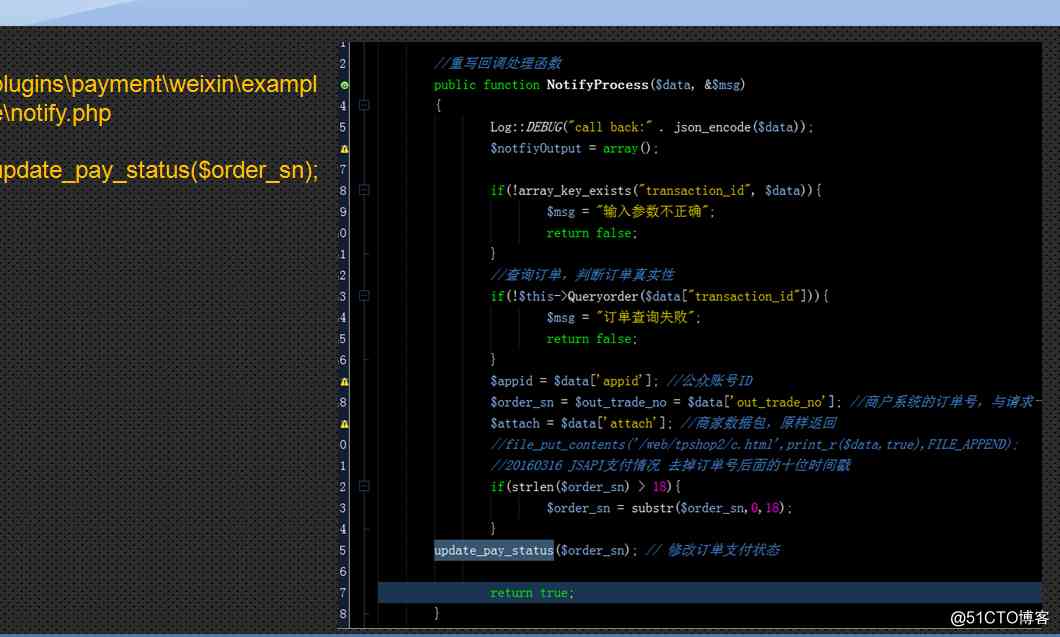 plugins\payment\weixin\exampl
e\notify.php
update_pay_status($order_sn);
1
2 //重写回调处理函数
public function NotifyProcess($data, &$msg)
4 {
5 Log::DEBUG("call back:" . json_encode($data));
$notfiyOutput = array();
7
8 if(!array_key_exists("transaction_id", $data)){
9 $msg = "输入参数不正确";
0 return false;
1 }
2 //查询订单，判断订单真实性
3 if(!$this->Queryorder($data["transaction_id"])){
4 $msg = "订单查询失败";
5 return false;
6 }
$appid = $data['appid']; //公众账号ID
8 $order_sn = $out_trade_no = $data['out_trade_no']; //商户系统的订单号，与请求一
$attach = $data['attach']; //商家数据包，原样返回
0 //file_put_contents('/web/tpshop2/c.html',print_r($data,true),FILE_APPEND);
1 //20160316 JSAPI支付情况 去掉订单号后面的十位时间戳
2 if(strlen($order_sn) > 18){
3 $order_sn = substr($order_sn,0,18);
4 }
5 update_pay_status($order_sn); // 修改订单支付状态
6
7 return true;
8 }
@51CTO博客